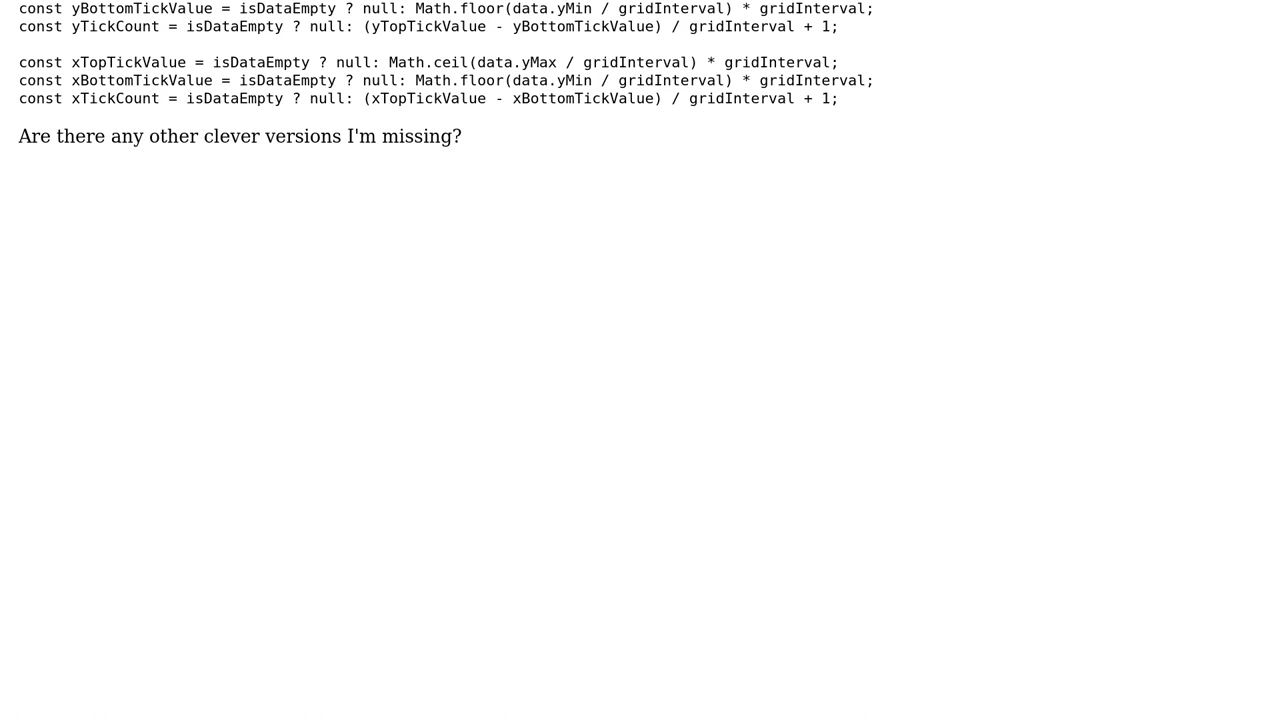 const yBottomTickValue = isDataEmpty ? null: Math.floor(data.yMin / gridInterval) * gridInterval;
const yTickCount = isDataEmpty ? null: (yTopTickValue - yBottomTickValue) / gridInterval + 1;
const xTopTickValue = isDataEmpty ? null: Math.ceil(data.yMax / gridInterval) * gridInterval;
const xBottomTickValue = isDataEmpty ? null: Math.floor(data.yMin / gridInterval) * gridInterval;
const xTickCount = isDataEmpty ? null: (xTopTickValue - xBottomTickValue) / gridInterval + 1;
Are there any other clever versions I'm missing?